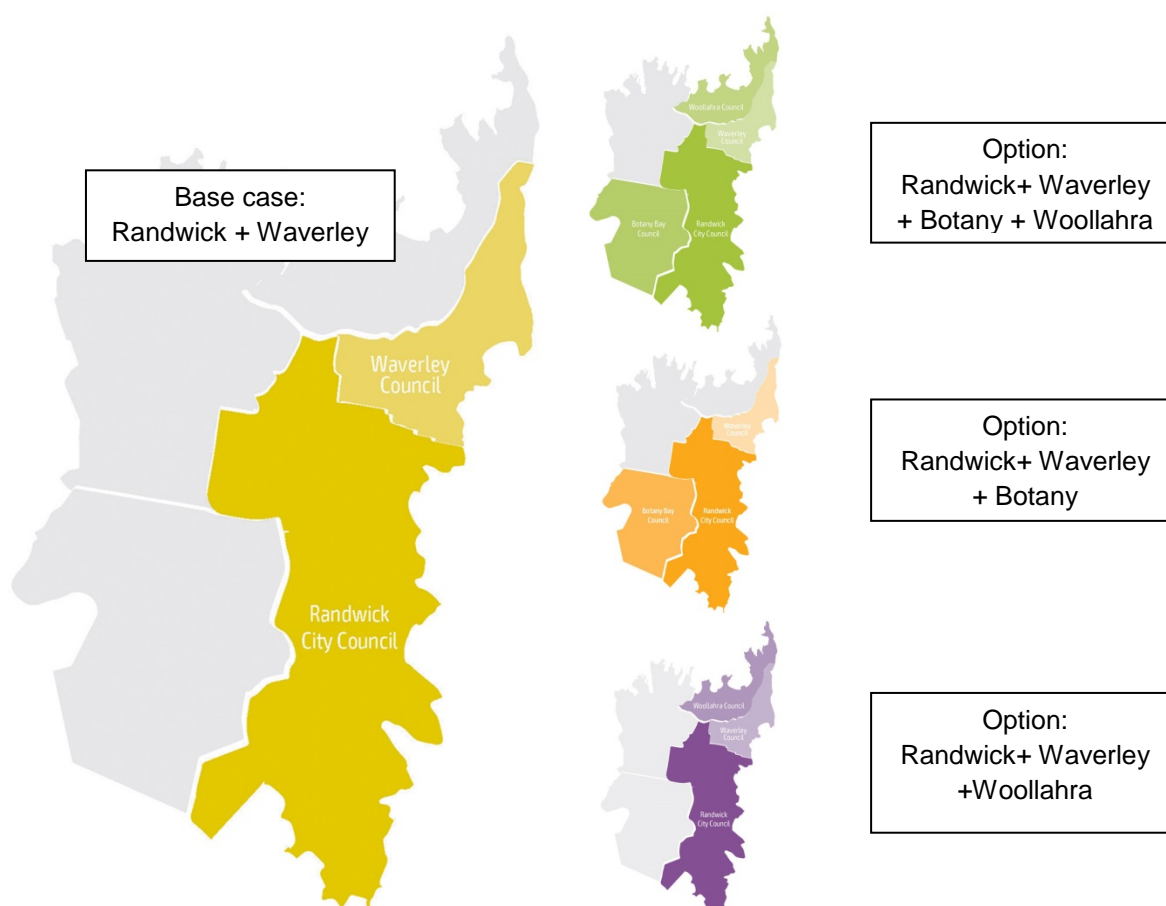 Base case:
Randwick + Waverley
Waverley
Council
Randwick
City Council
Woollahra Council
Waverley
Council
Botany Bay
Council
Randwick
City Council
Option:
Randwick+ Waverley
+ Botany + Woollahra
Waverley
Council
Botany Bay
Council
Randwick
City Council
Option:
Randwick+ Waverley
+ Botany
Woollahra Council
Waverley
Council
Randwick
City Council
Option:
Randwick+ Waverley
+Woollahra